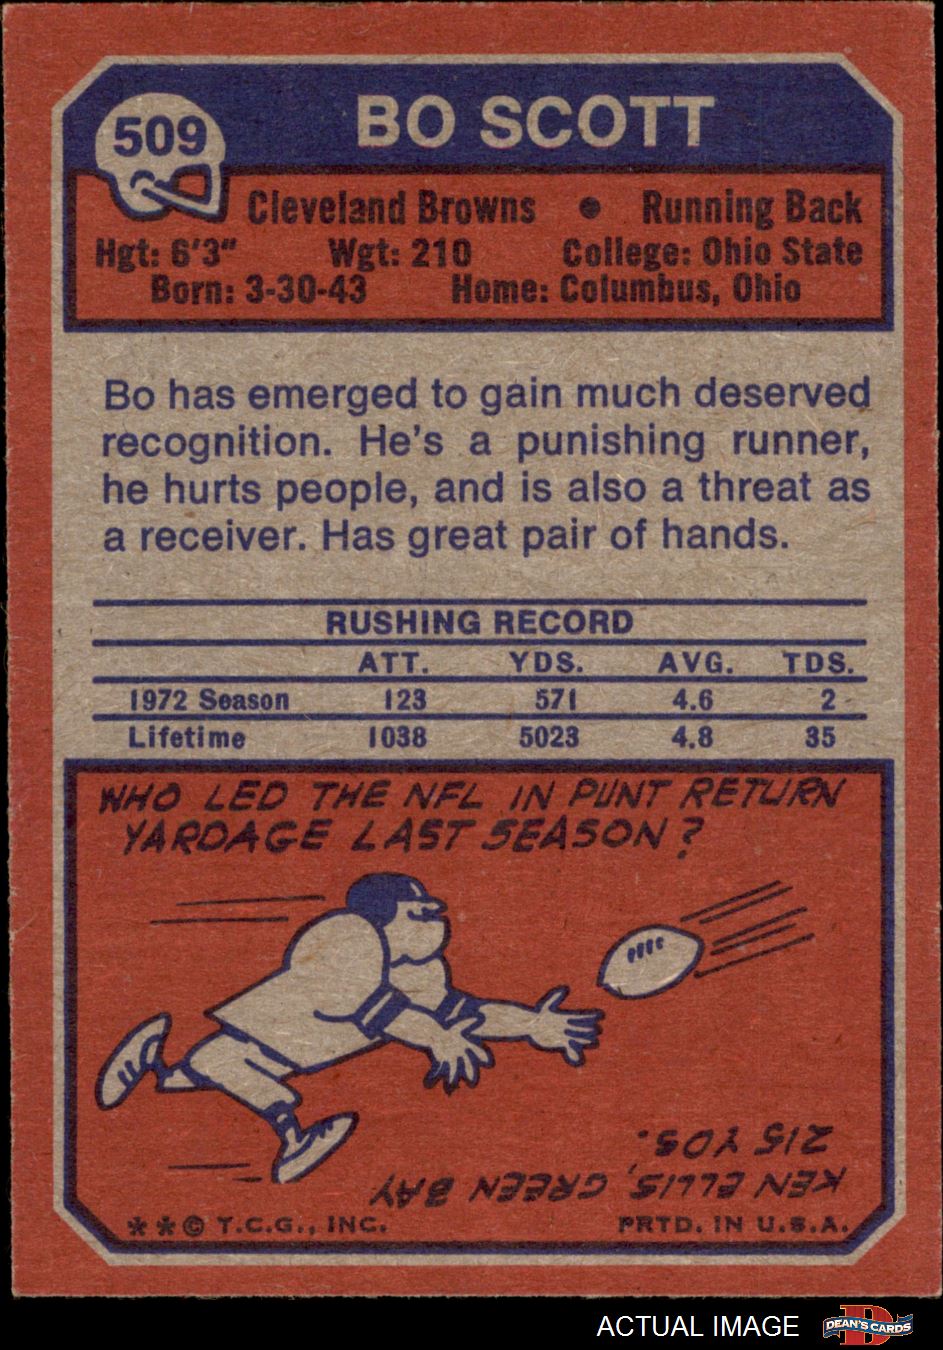 509
BO SCOTT
Cleveland Browns • Running Back
Hgt: 6'3" Wgt: 210 College: Ohio State
Born: 3-30-43 Home: Columbus, Ohio
Bo has emerged to gain much deserved
recognition. He's a punishing runner,
he hurts people, and is also a threat as
a receiver. Has great pair of hands.
RUSHING RECORD
ATT. YDS. AVG. TDS.
1972 Season 123 571 4.6 2
Lifetime 1038 5023 4.8 35
WHO LED THE NFL IN PUNT RETURN
YARDAGE LAST SEASON?
KEN ELLIS, GREEN BAY
215 YDS.
** © T.C.G., INC. PRTD. IN U.S.A.
ACTUAL IMAGE
D
DEAN'S CARDS